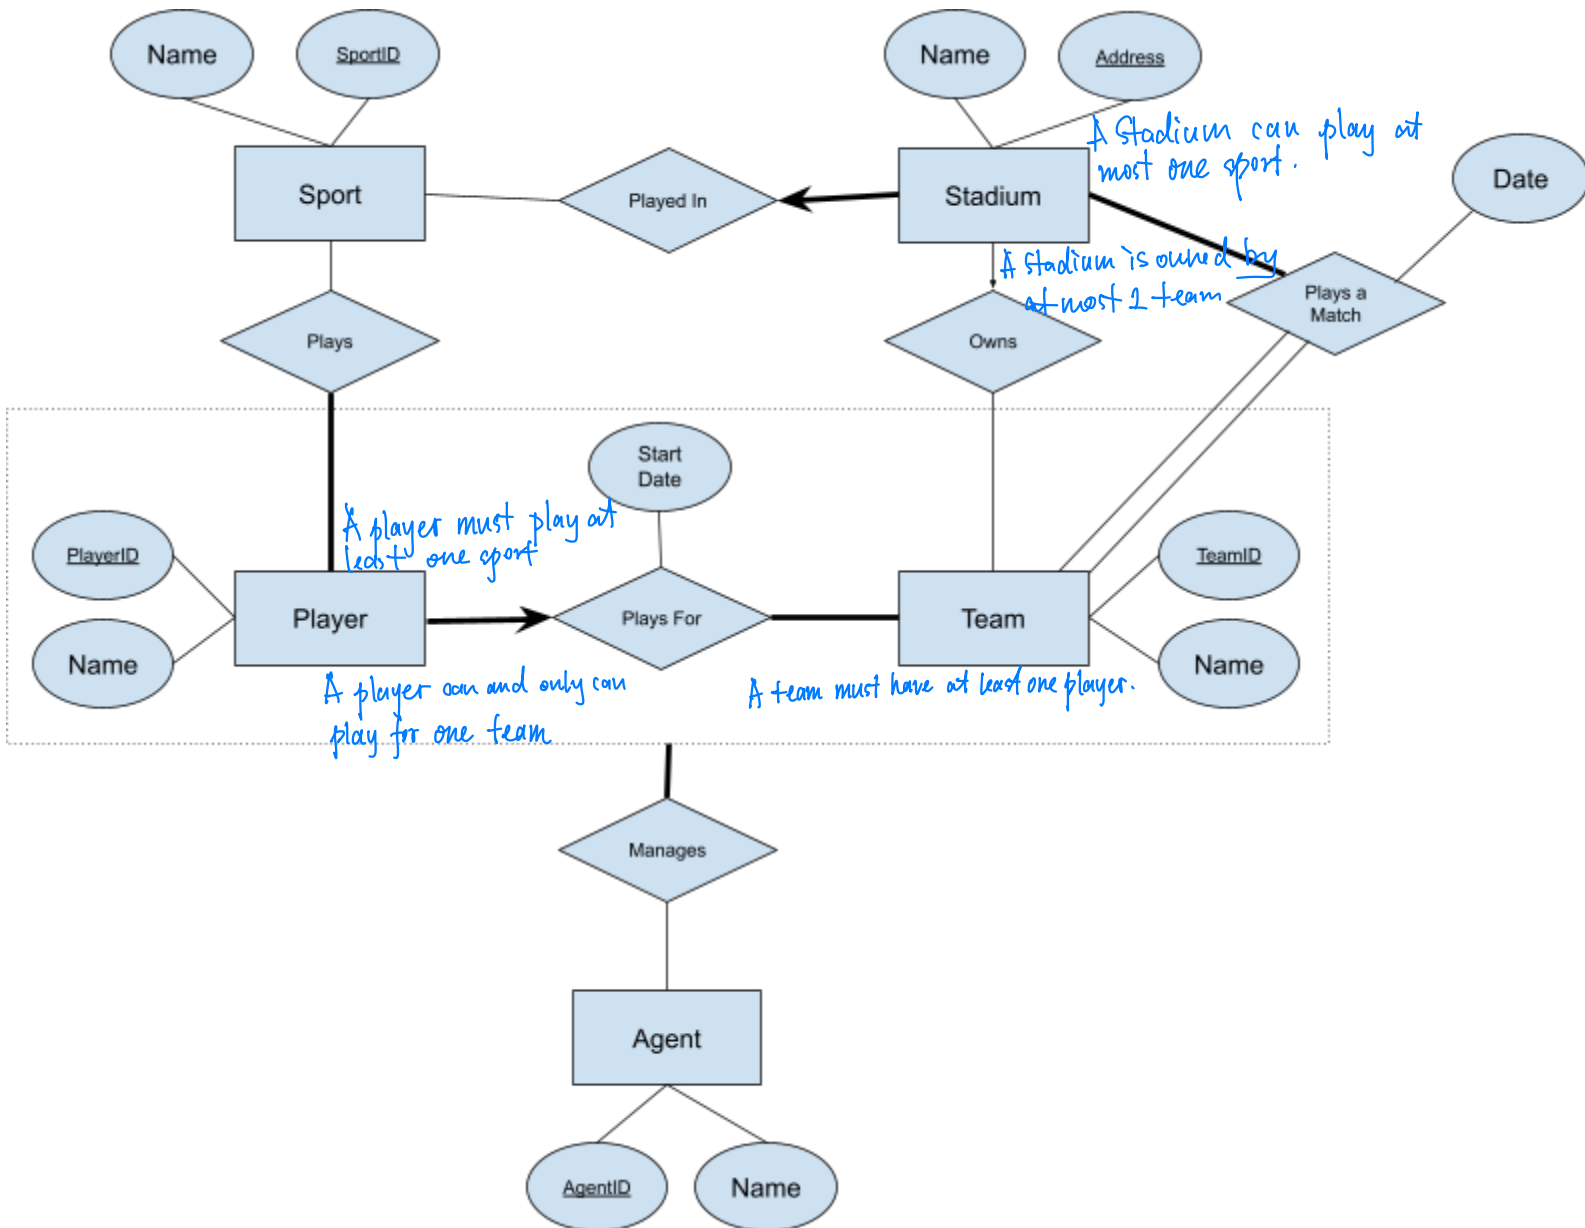 Name
SportID
Name
Address
A Stadium can play at
most one sport.
Date
Sport
Played In
Stadium
A stadium is owned by
at most 1 team
Plays a
Match
Plays
Owns
Start
Date
A player must play at
least one sport
PlayerID
TeamID
Player
Plays For
Team
Name
Name
A player can and only can
play for one team
A team must have at least one player.
Manages
Agent
AgentID
Name